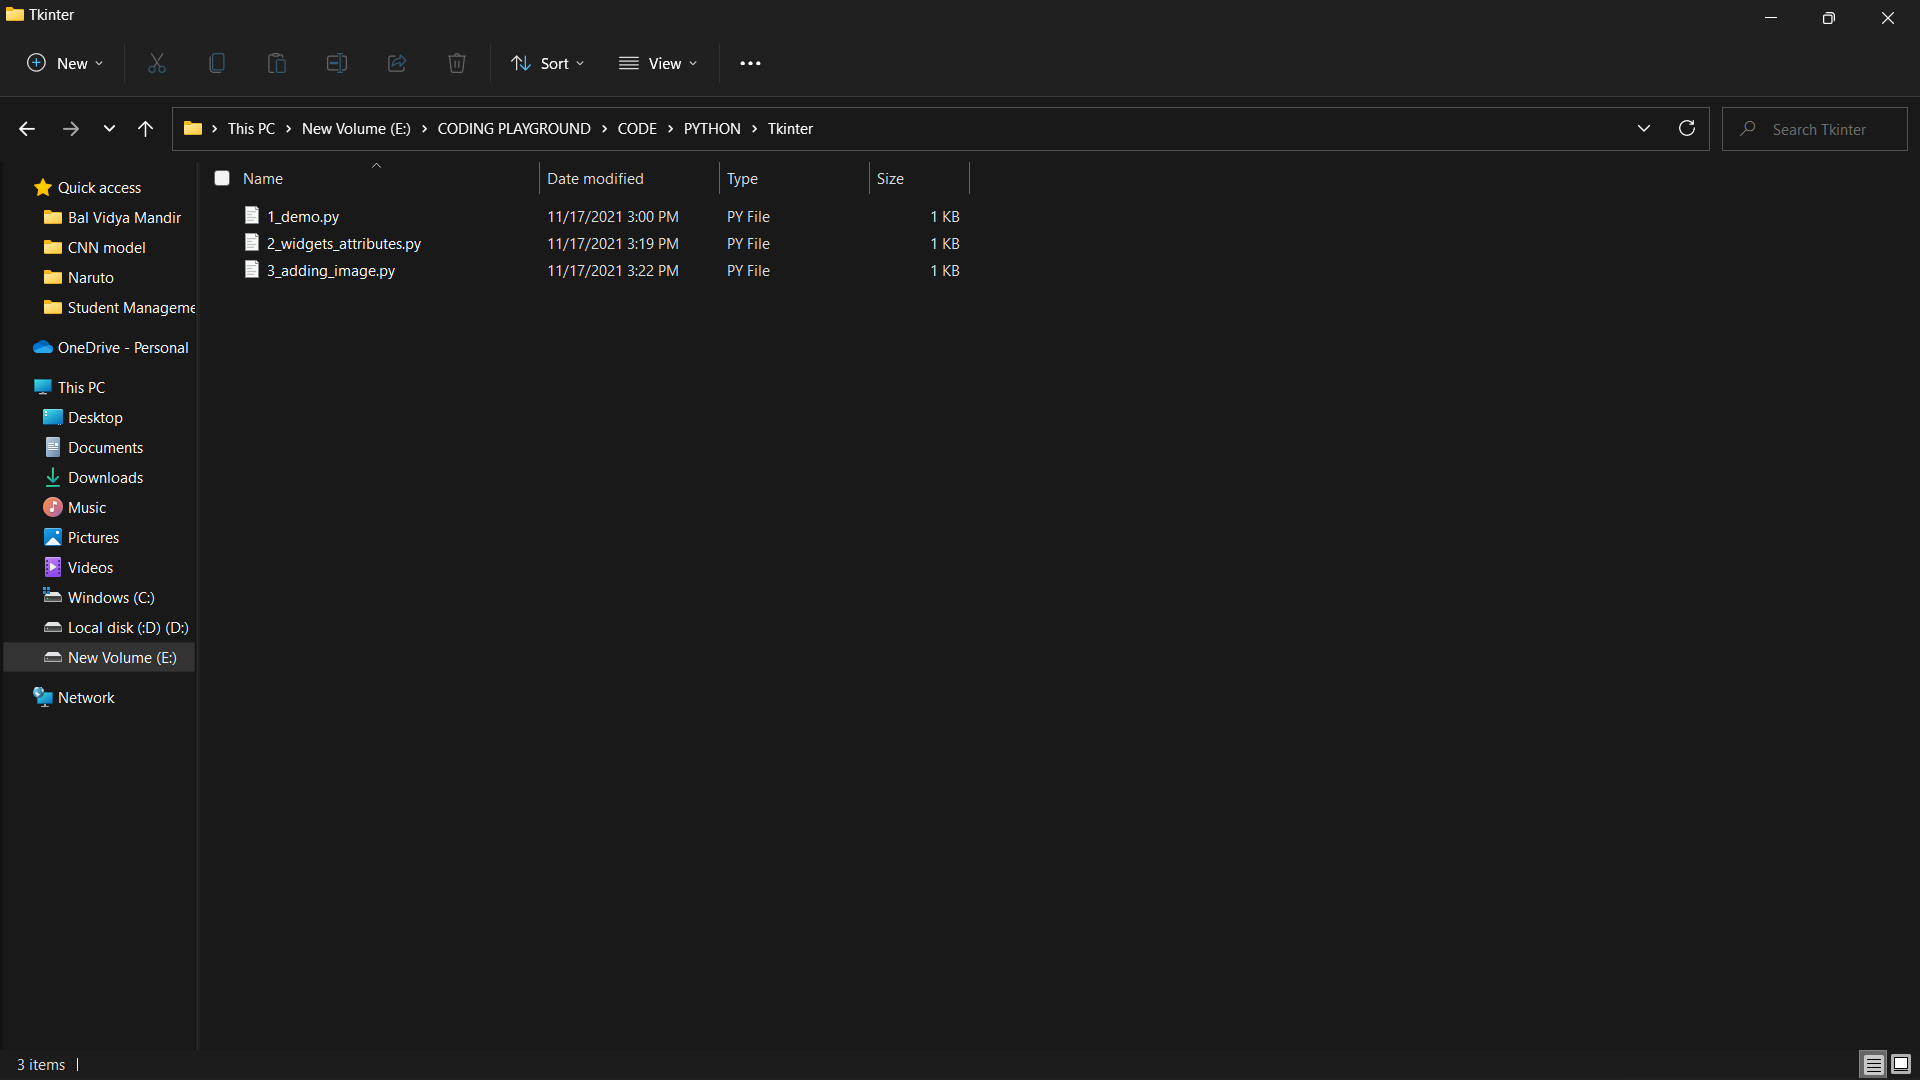 Tkinter
New Sort View
This PC New Volume (E:) CODING PLAYGROUND CODE PYTHON Tkinter
Search Tkinter
Name Date modified Type Size
1_demo.py 11/17/2021 3:00 PM PY File 1 KB
2_widgets_attributes.py 11/17/2021 3:19 PM PY File 1 KB
3_adding_image.py 11/17/2021 3:22 PM PY File 1 KB
Quick access
Bal Vidya Mandir
CNN model
Naruto
Student Manageme
OneDrive - Personal
This PC
Desktop
Documents
Downloads
Music
Pictures
Videos
Windows (C:)
Local disk (:D) (D:)
New Volume (E:)
Network
3 items